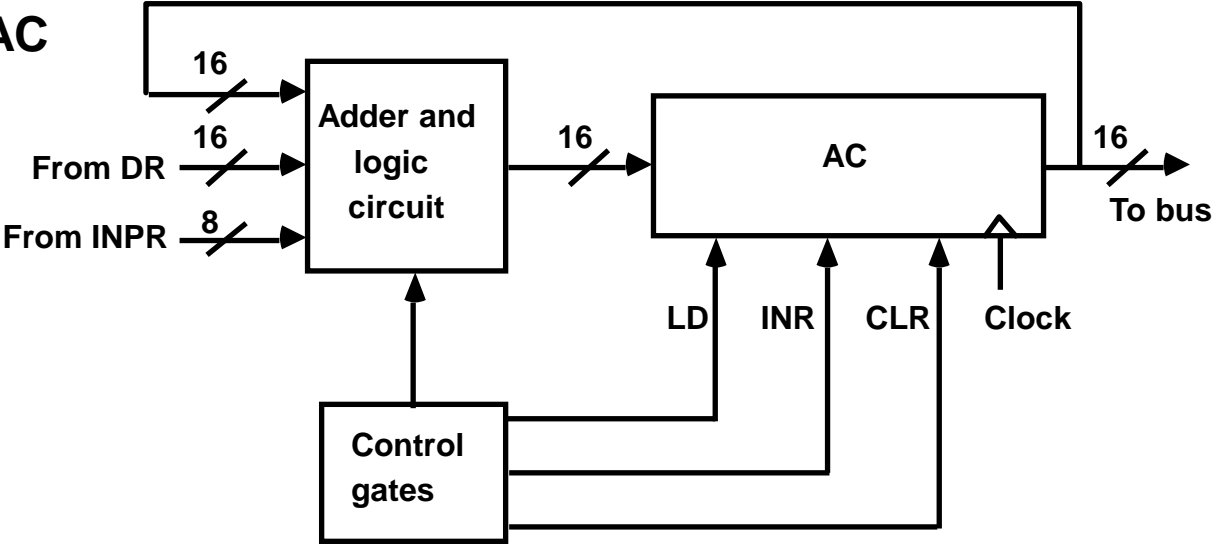 AC
16
Adder and
logic
circuit
16
From DR
16
AC
16
To bus
From INPR
8
LD
INR
CLR
Clock
Control
gates